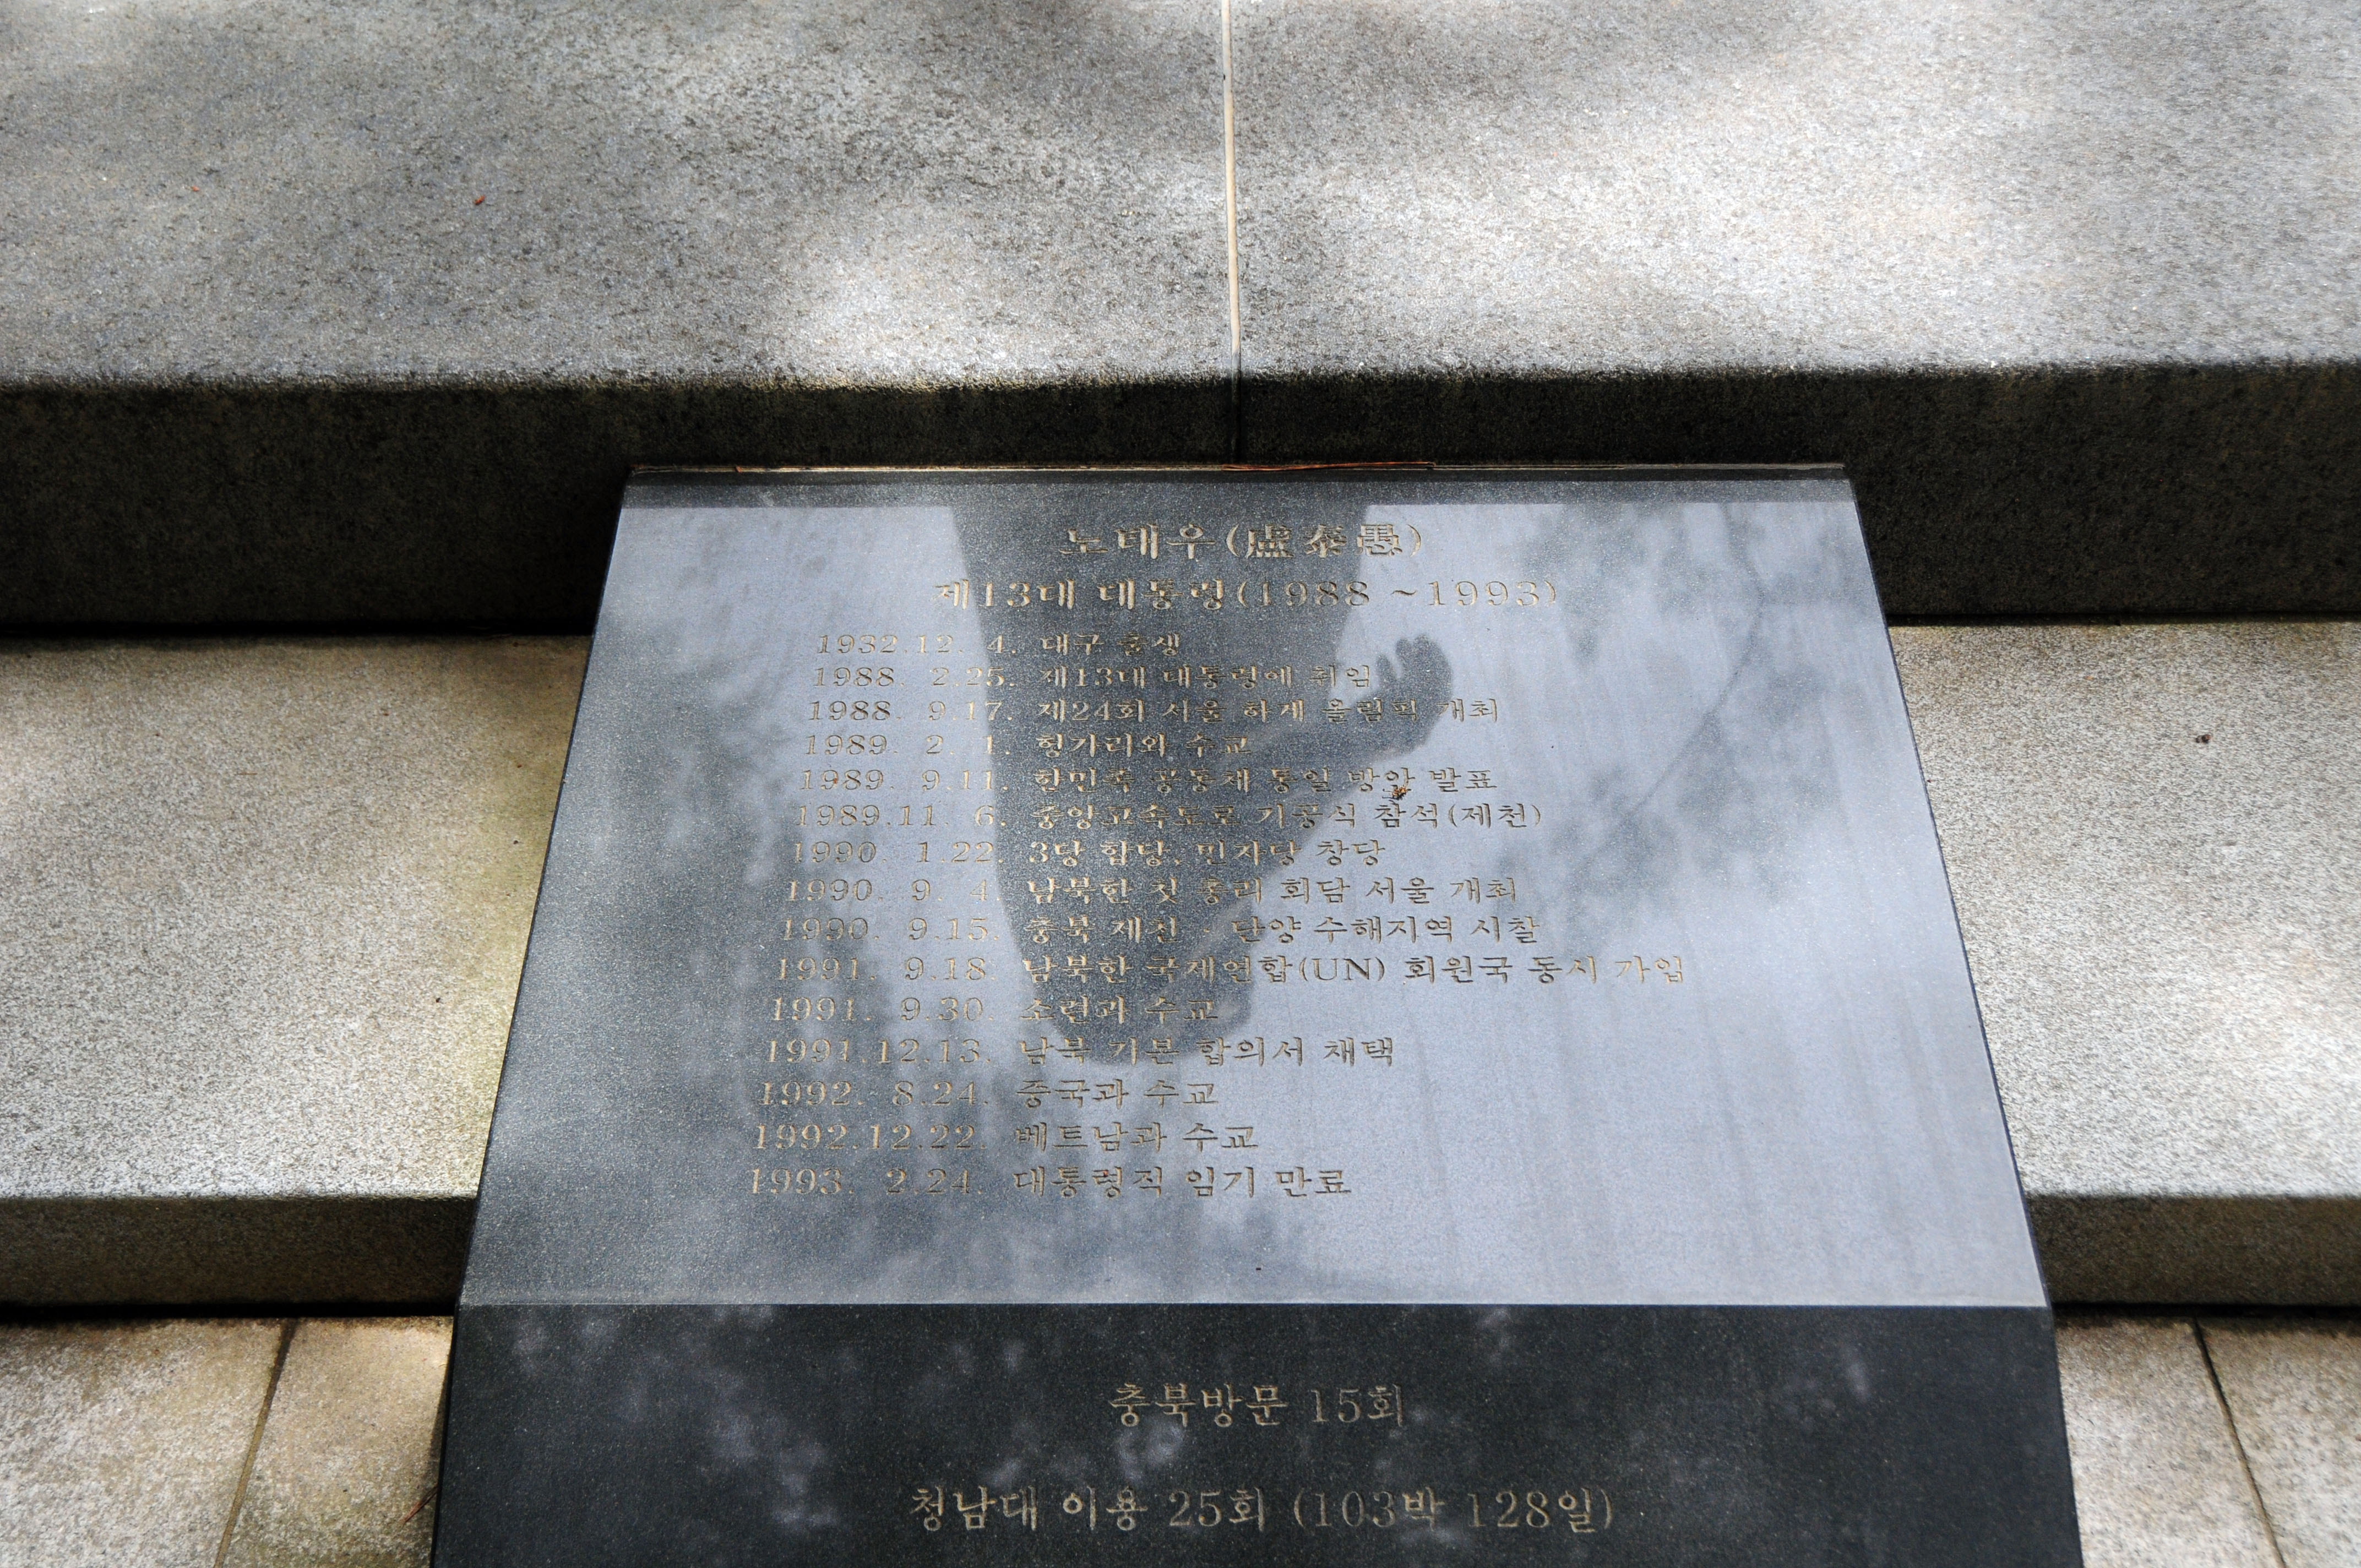 노태우(盧泰愚)
제13대 대통령(1988 ~1993)
1932.12. 4. 대구 출생
1988. 2.25. 제13대 대통령에 취임
1988. 9.17. 제24회 서울 하계 올림픽 개최
1989. 2. 1. 헝가리와 수교
1989. 9.11. 한민족 공동체 통일 방안 발표
1989.11. 6. 중앙고속도로 기공식 참석(제천)
1990. 1.22. 3당 합당, 민자당 창당
1990. 9. 4. 남북한 첫 총리 회담 서울 개최
1990. 9.15. 충북 제천 · 단양 수해지역 시찰
1991. 9.18. 남북한 국제연합(UN) 회원국 동시 가입
1991. 9.30. 소련과 수교
1991.12.13. 남북 기본 합의서 채택
1992. 8.24. 중국과 수교
1992.12.22. 베트남과 수교
1993. 2.24. 대통령직 임기 만료
충북방문 15회
청남대 이용 25회 (103박 128일)